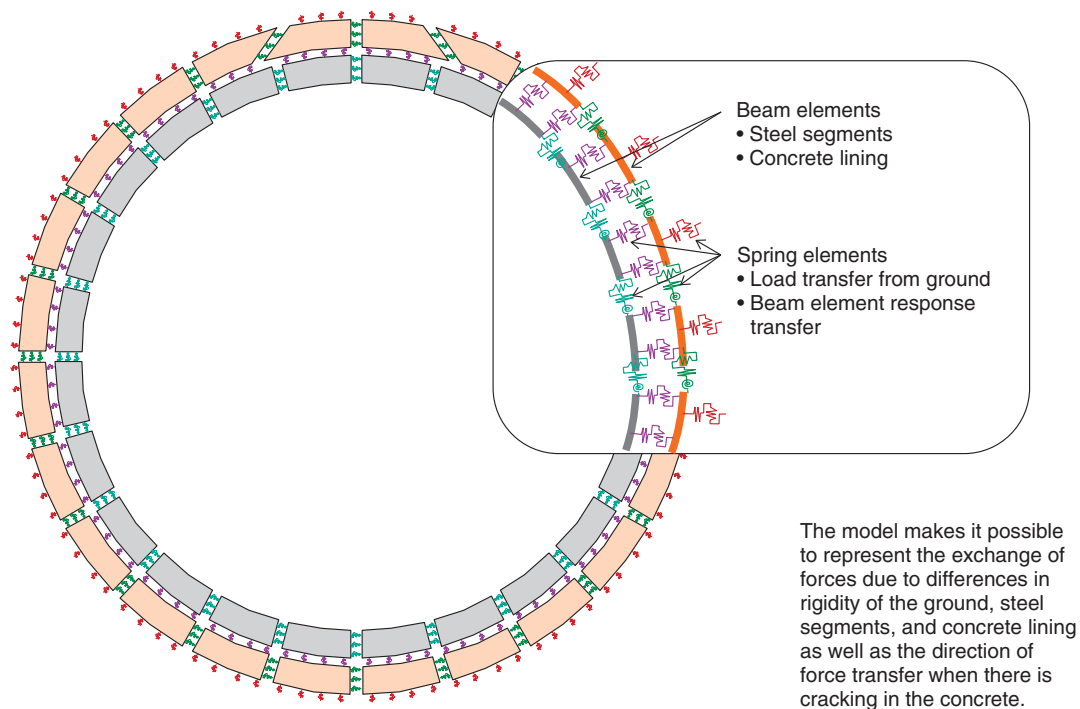 Beam elements
• Steel segments
• Concrete lining
Spring elements
• Load transfer from ground
• Beam element response
transfer
The model makes it possible
to represent the exchange of
forces due to differences in
rigidity of the ground, steel
segments, and concrete lining
as well as the direction of
force transfer when there is
cracking in the concrete.